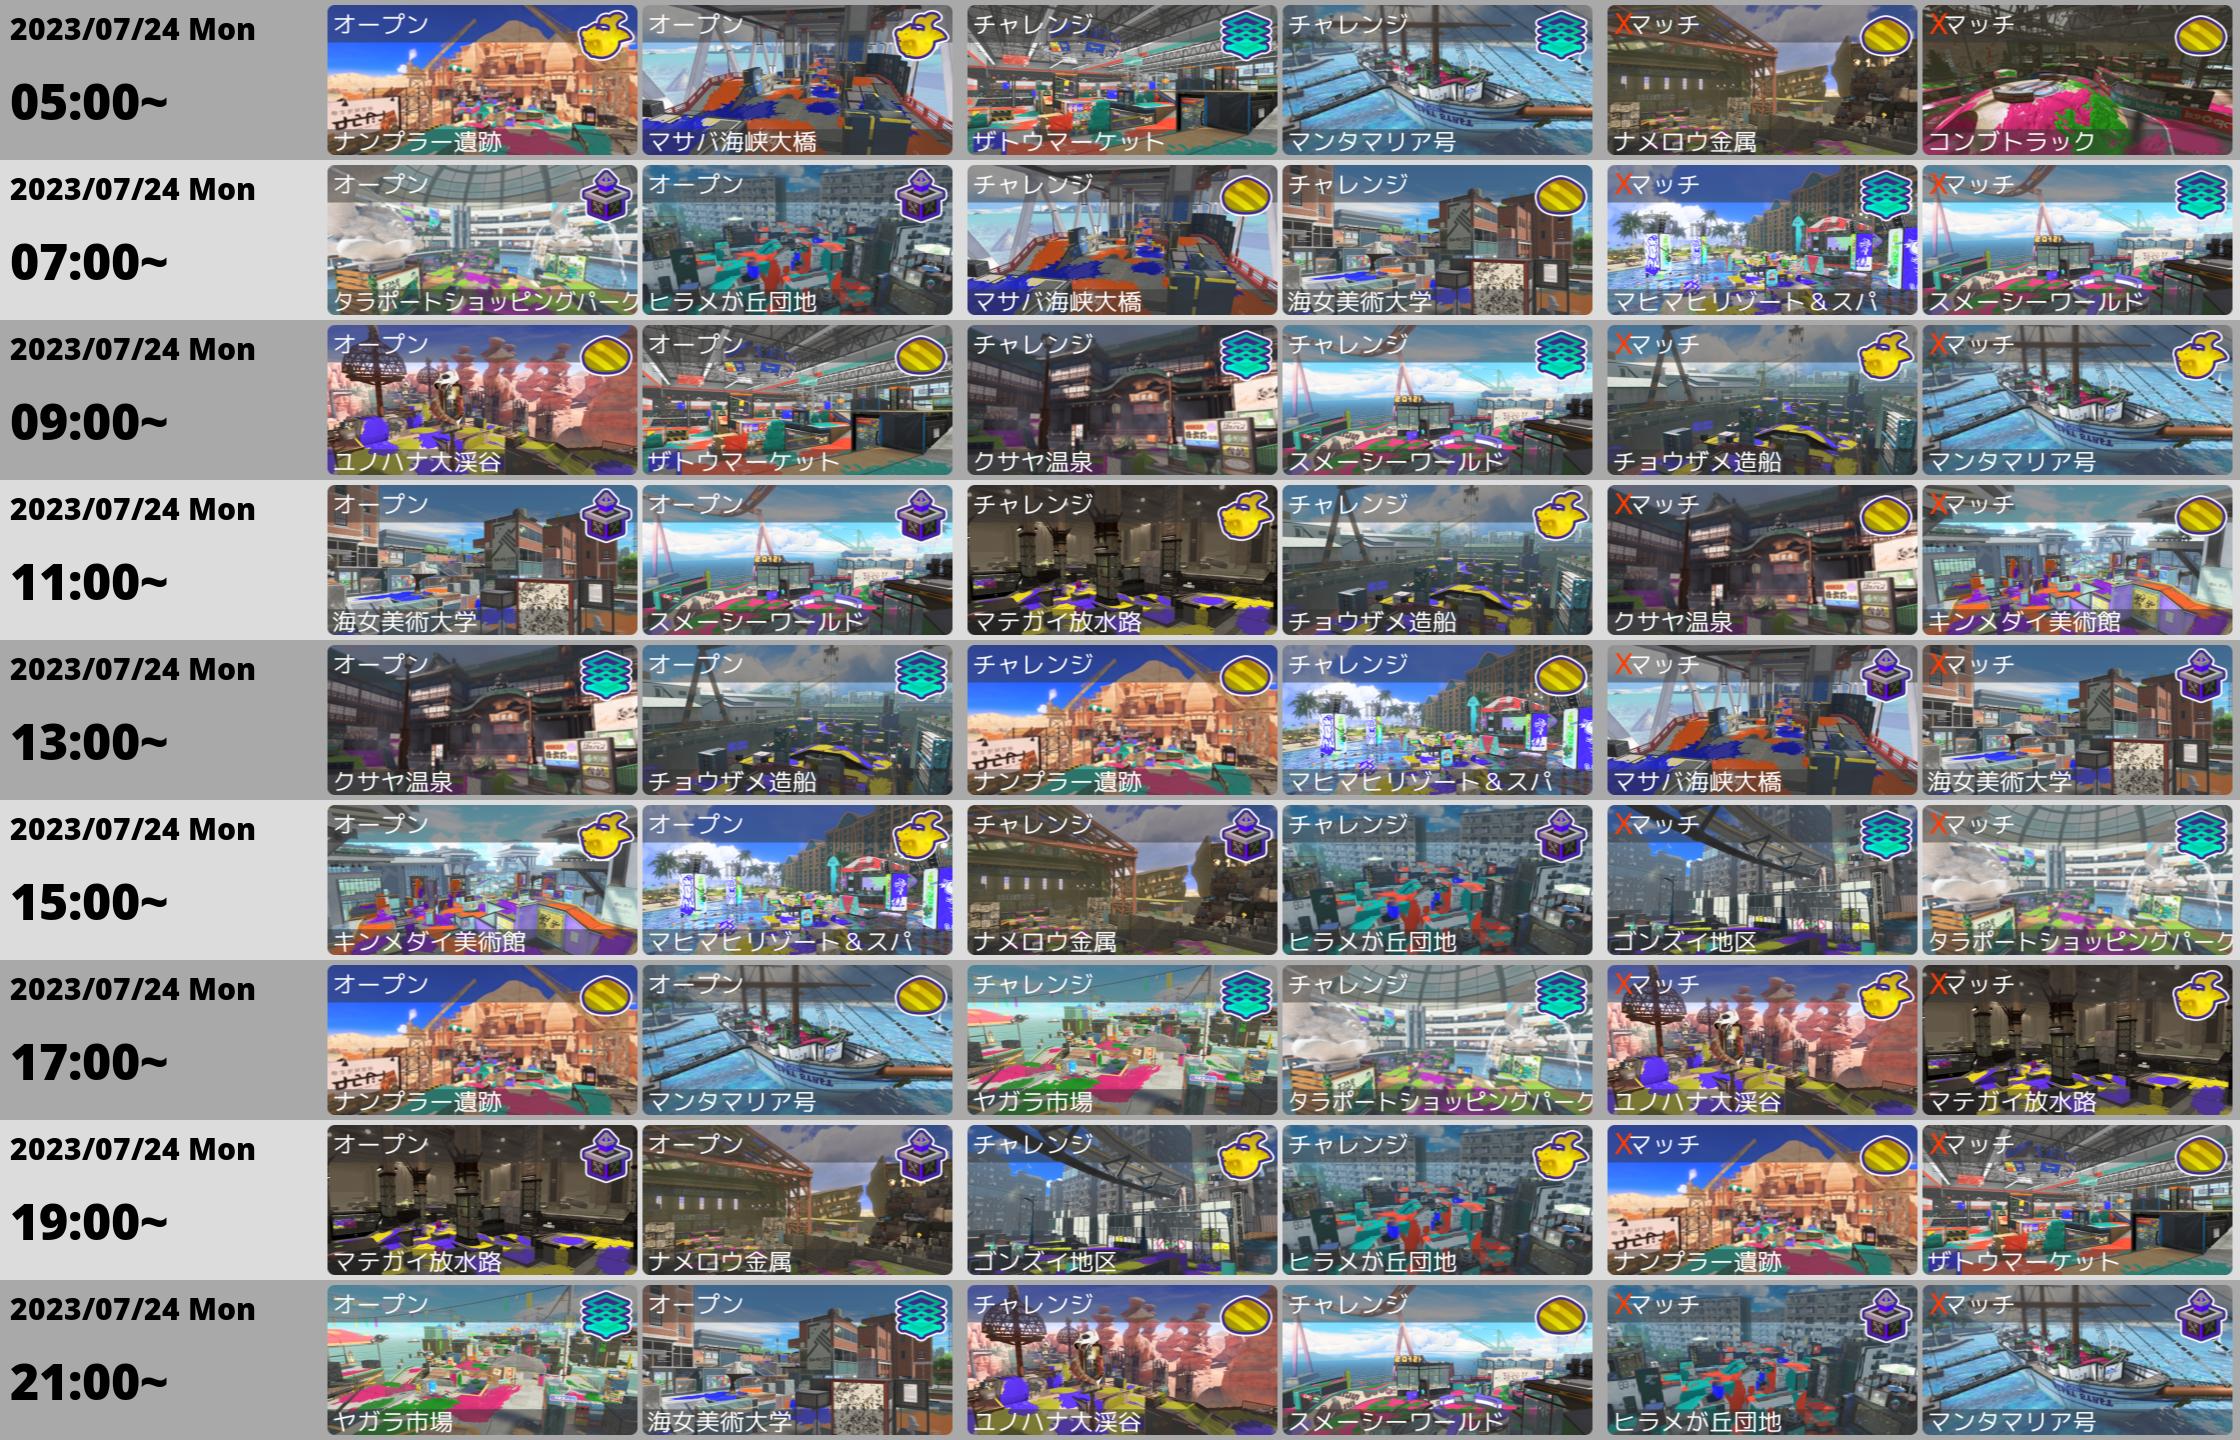 2023/07/24 Mon
05:00~
オープン
ナンプラー遺跡
オープン
マサバ海峡大橋
チャレンジ
ザトウマーケット
チャレンジ
マンタマリア号
Xマッチ
ナメロウ金属
Xマッチ
コンブトラック
2023/07/24 Mon
07:00~
オープン
タラポートショッピングパーク
オープン
ヒラメが丘団地
チャレンジ
マサバ海峡大橋
チャレンジ
海女美術大学
Xマッチ
マヒマヒリゾート＆スパ
Xマッチ
スメーシーワールド
2023/07/24 Mon
09:00~
オープン
ユノハナ大渓谷
オープン
ザトウマーケット
チャレンジ
クサヤ温泉
チャレンジ
スメーシーワールド
Xマッチ
チョウザメ造船
Xマッチ
マンタマリア号
2023/07/24 Mon
11:00~
オープン
海女美術大学
オープン
スメーシーワールド
チャレンジ
マテガイ放水路
チャレンジ
チョウザメ造船
Xマッチ
クサヤ温泉
Xマッチ
キンメダイ美術館
2023/07/24 Mon
13:00~
オープン
クサヤ温泉
オープン
チョウザメ造船
チャレンジ
ナンプラー遺跡
チャレンジ
マヒマヒリゾート＆スパ
Xマッチ
マサバ海峡大橋
Xマッチ
海女美術大学
2023/07/24 Mon
15:00~
オープン
キンメダイ美術館
オープン
マヒマヒリゾート＆スパ
チャレンジ
ナメロウ金属
チャレンジ
ヒラメが丘団地
Xマッチ
ゴンズイ地区
Xマッチ
タラポートショッピングパーク
2023/07/24 Mon
17:00~
オープン
ナンプラー遺跡
オープン
マンタマリア号
チャレンジ
ヤガラ市場
チャレンジ
タラポートショッピングパーク
Xマッチ
ユノハナ大渓谷
Xマッチ
マテガイ放水路
2023/07/24 Mon
19:00~
オープン
マテガイ放水路
オープン
ナメロウ金属
チャレンジ
ゴンズイ地区
チャレンジ
ヒラメが丘団地
Xマッチ
ナンプラー遺跡
Xマッチ
ザトウマーケット
2023/07/24 Mon
21:00~
オープン
ヤガラ市場
オープン
海女美術大学
チャレンジ
ユノハナ大渓谷
チャレンジ
スメーシーワールド
Xマッチ
ヒラメが丘団地
Xマッチ
マンタマリア号